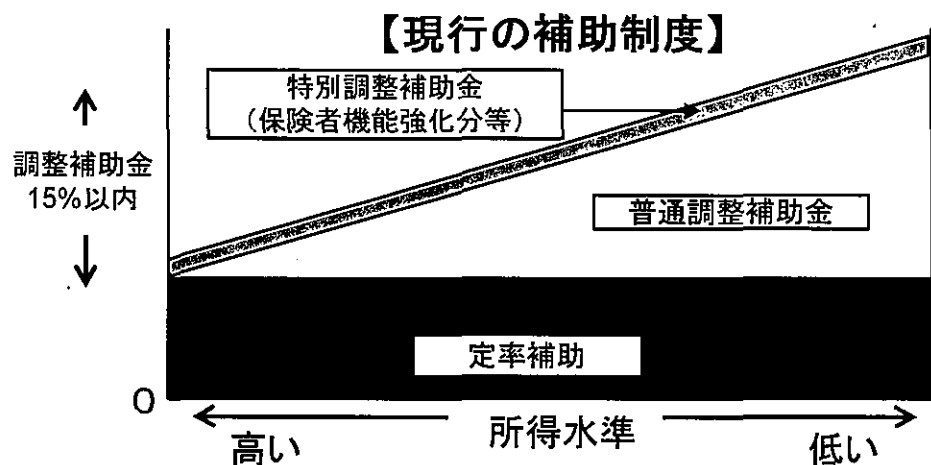 【現行の補助制度】
特別調整補助金
（保険者機能強化分等）
調整補助金
15%以内
普通調整補助金
定率補助
0
高い
所得水準
低い